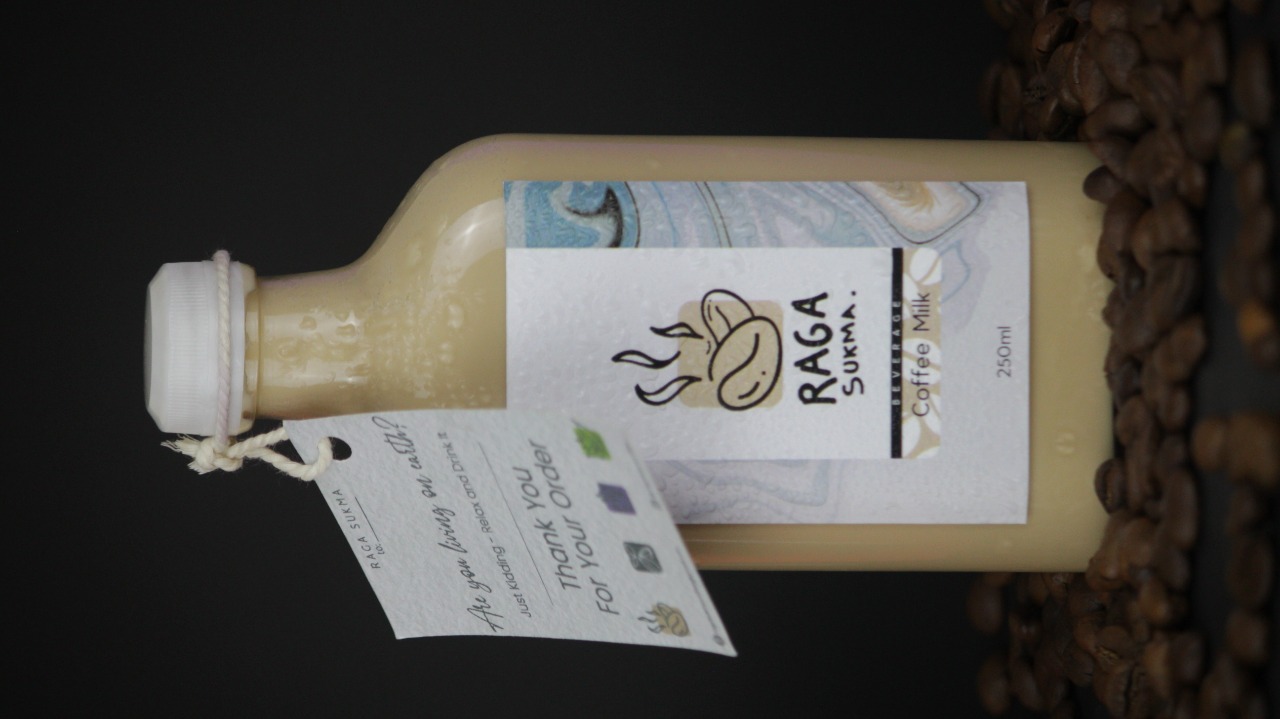 RAGA SUKMA
to:
Are you living on earth?
Just Kidding - Relax and Drink It
Thank You
For Your Order
RAGA
SUKMA.
BEVERAGE
Coffee Milk
250ml